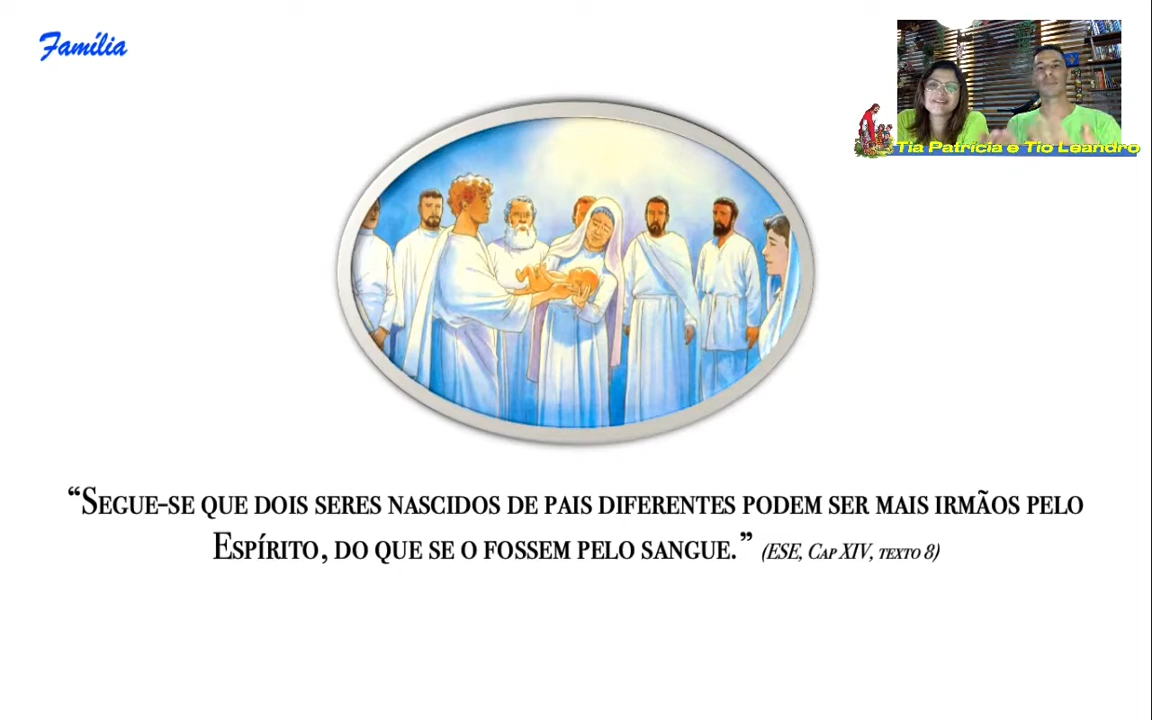 Família
Tia Patrícia e Tio Leandro
“Segue-se que dois seres nascidos de pais diferentes podem ser mais irmãos pelo
Espírito, do que se o fossem pelo sangue.” (ESE, Cap XIV, texto 8)